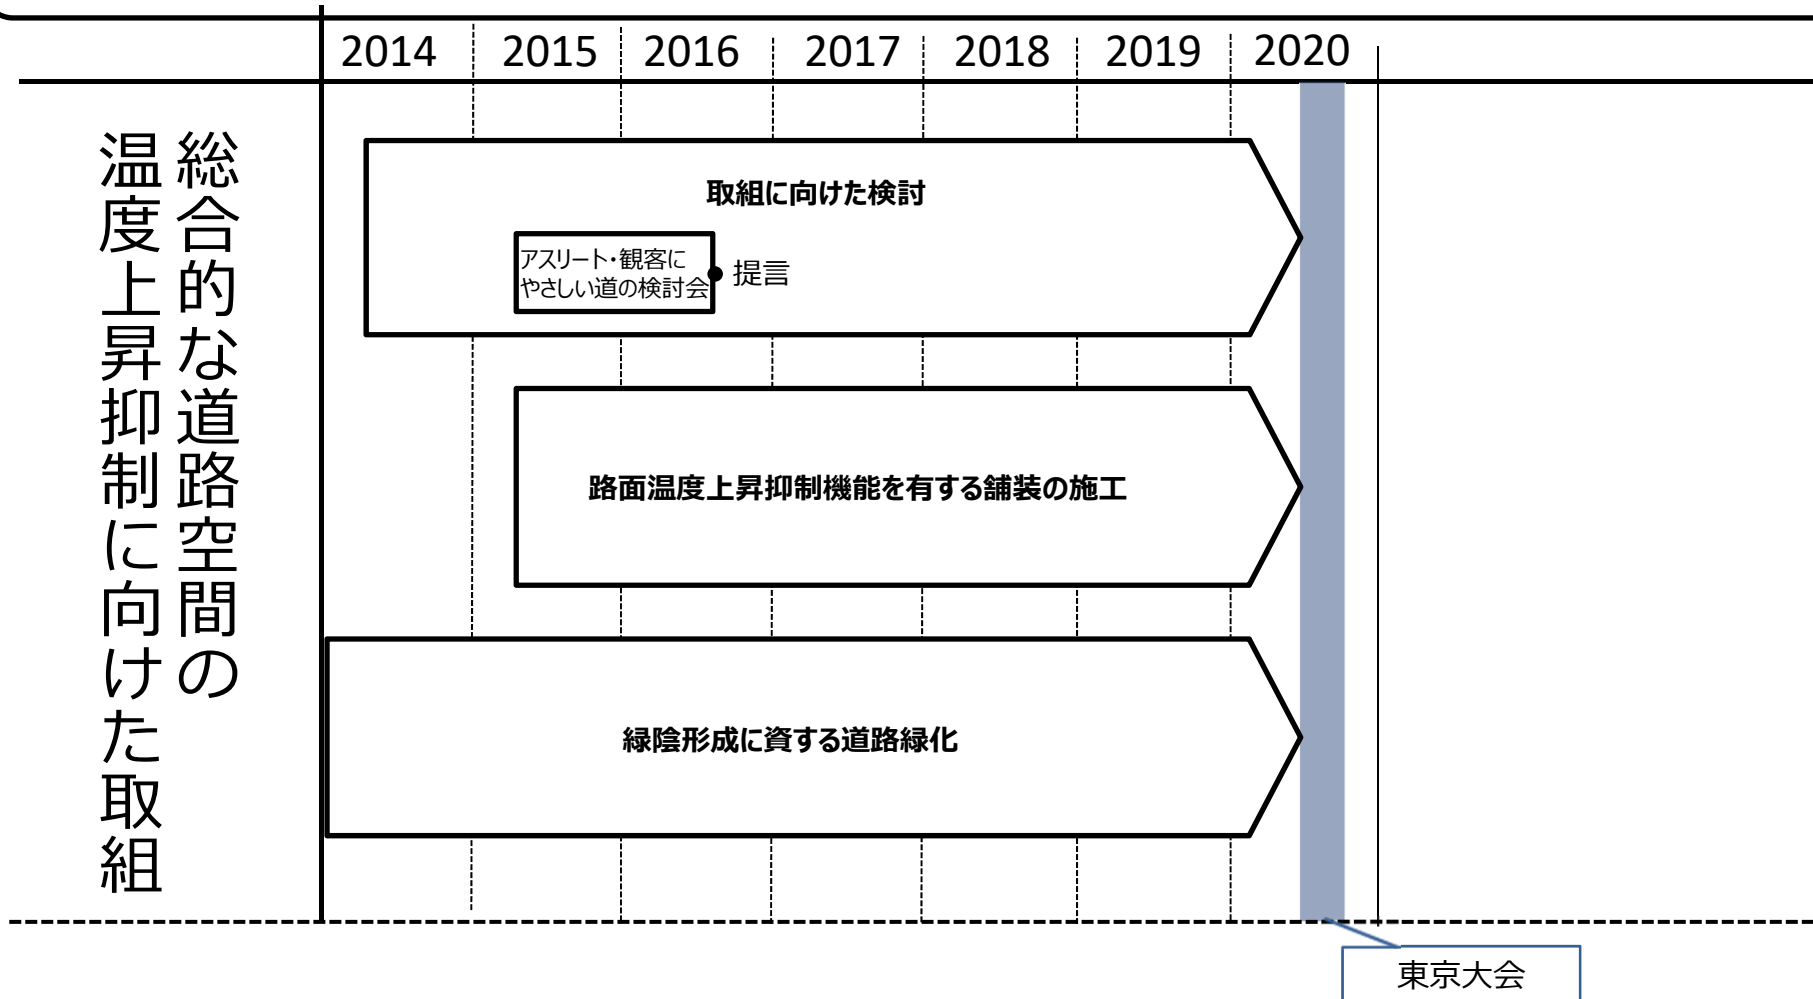 2014 2015 2016 2017 2018 2019 2020
総合的な道路空間の
温度上昇抑制に向けた取組
取組に向けた検討
アスリート・観客に
やさしい道の検討会
提言
路面温度上昇抑制機能を有する舗装の施工
緑陰形成に資する道路緑化
東京大会